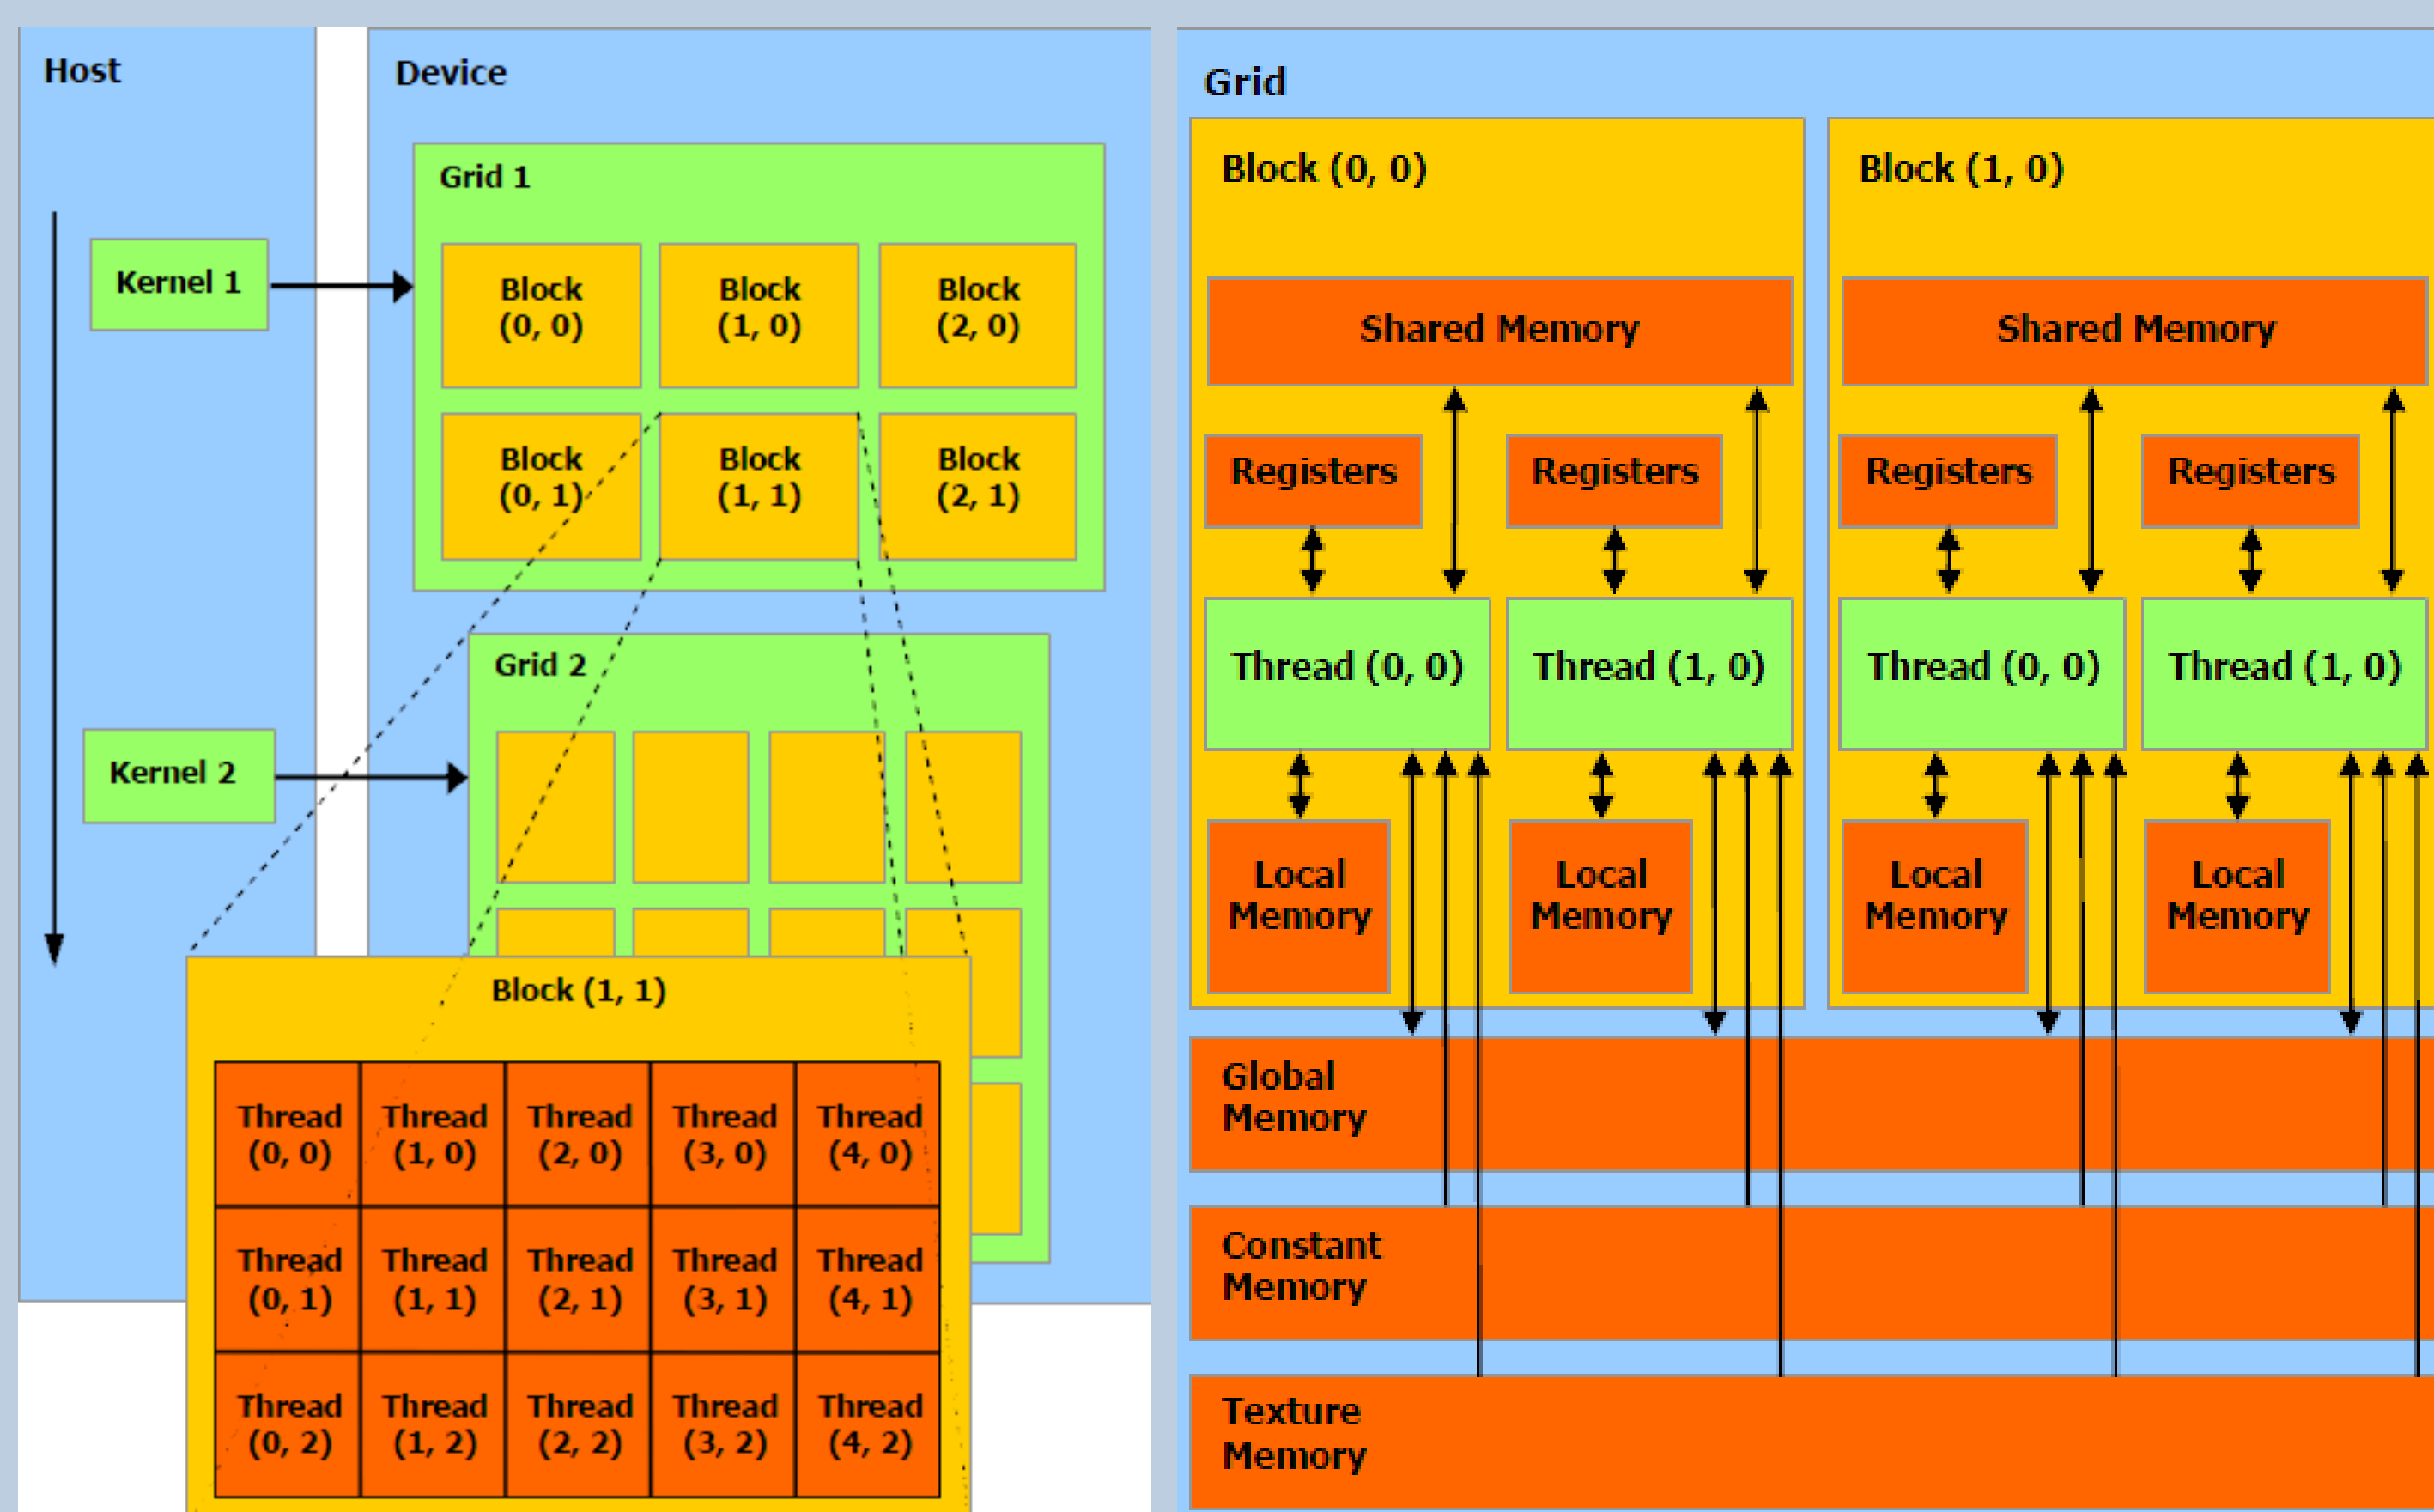 Host
Device
Grid 1
Kernel 1
Block
(0, 0)
Block
(1, 0)
Block
(2, 0)
Block
(0, 1)
Block
(1, 1)
Block
(2, 1)
Grid 2
Kernel 2
Block (1, 1)
Thread
(0, 0)
Thread
(1, 0)
Thread
(2, 0)
Thread
(3, 0)
Thread
(4, 0)
Thread
(0, 1)
Thread
(1, 1)
Thread
(2, 1)
Thread
(3, 1)
Thread
(4, 1)
Thread
(0, 2)
Thread
(1, 2)
Thread
(2, 2)
Thread
(3, 2)
Thread
(4, 2)
Grid
Block (0, 0)
Shared Memory
Registers
Registers
Thread (0, 0)
Thread (1, 0)
Local
Memory
Local
Memory
Block (1, 0)
Shared Memory
Registers
Registers
Thread (0, 0)
Thread (1, 0)
Local
Memory
Local
Memory
Global
Memory
Constant
Memory
Texture
Memory